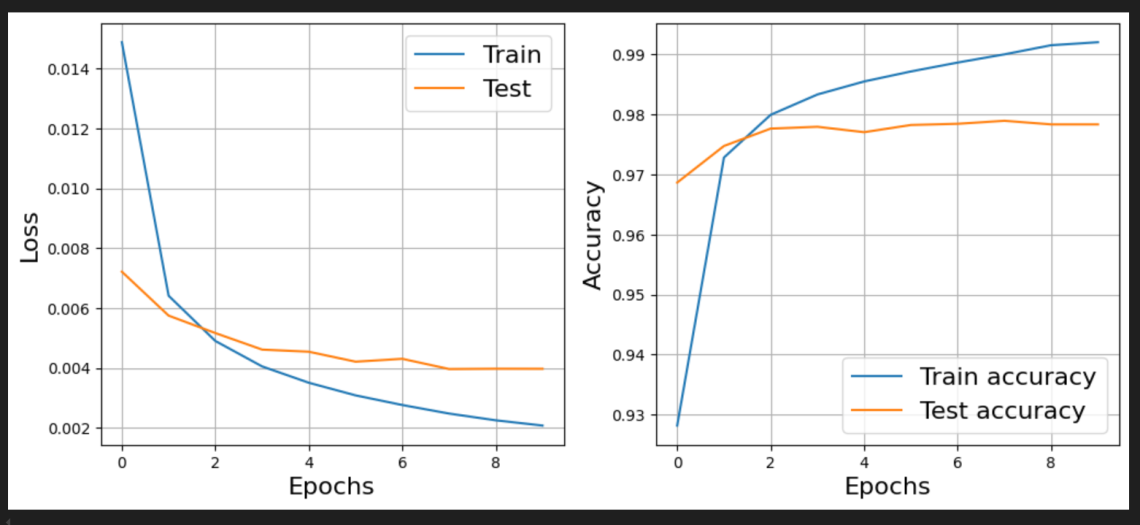 Train
Test
0.014
0.012
0.010
0.008
0.006
0.004
0.002
Loss
0 2 4 6 8
Epochs
0.99
0.98
0.97
0.96
0.95
0.94
0.93
Accuracy
Train accuracy
Test accuracy
0 2 4 6 8
Epochs